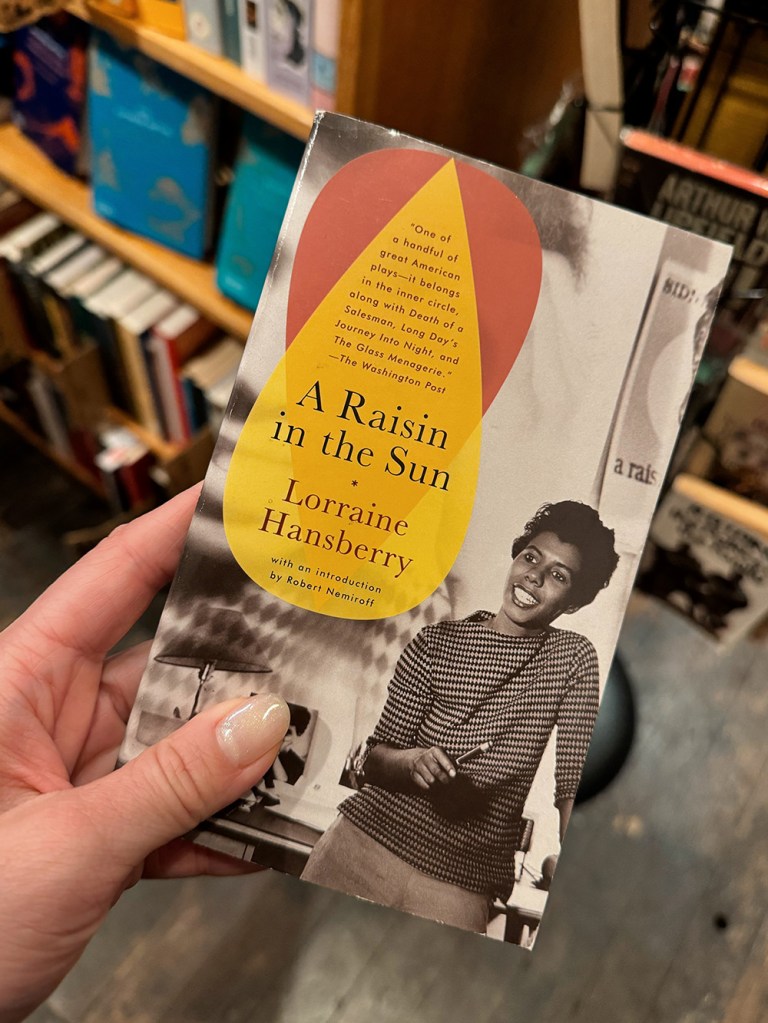 "One of
a handful of
great American
plays—it belongs
in the inner circle,
along with Death of a
Salesman, Long Day's
Journey Into Night, and
The Glass Menagerie."
—The Washington Post
A Raisin
in the Sun
*
Lorraine
Hansberry
with an introduction
by Robert Nemiroff
a rais
ARTHUR